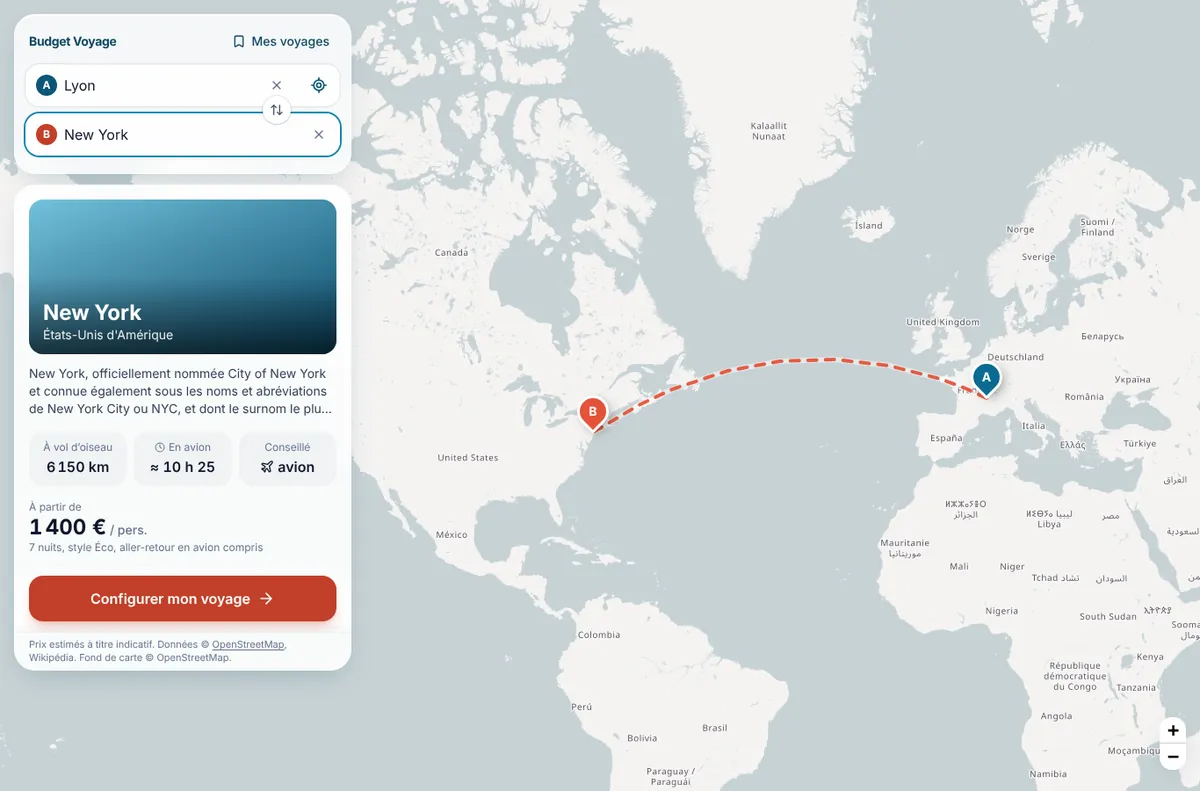 Budget Voyage
Mes voyages
A
Lyon
B
New York
New York
États-Unis d'Amérique
New York, officiellement nommée City of New York
et connue également sous les noms et abréviations
de New York City ou NYC, et dont le surnom le plu...
À vol d'oiseau
6 150 km
En avion
≈ 10 h 25
Conseillé
avion
À partir de
1 400 € / pers.
7 nuits, style Éco, aller-retour en avion compris
Configurer mon voyage
Prix estimés à titre indicatif. Données © OpenStreetMap,
Wikipédia. Fond de carte © OpenStreetMap.
Kalaallit
Nunaat
Ísland
Norge
Suomi /
Finland
Sverige
Canada
United Kingdom
Беларусь
Deutschland
A
Україна
România
B
Italia
España
Ελλάς
Türkiye
United States
العراق
ⵍⵣⵣⴰⵢⴻⵔ
الجزائر
Libya
ليبيا
مصر
السعودية
México
Mauritanie
موريتانيا
Mali
Niger
Tchad تشاد
السودان
Nigeria
South Sudan
Colombia
Kenya
République
démocratique
du Congo
Tanzania
Perú
Angola
Brasil
Bolivia
Moçambiqu
Paraguay /
Paraguái
Namibia
+
−